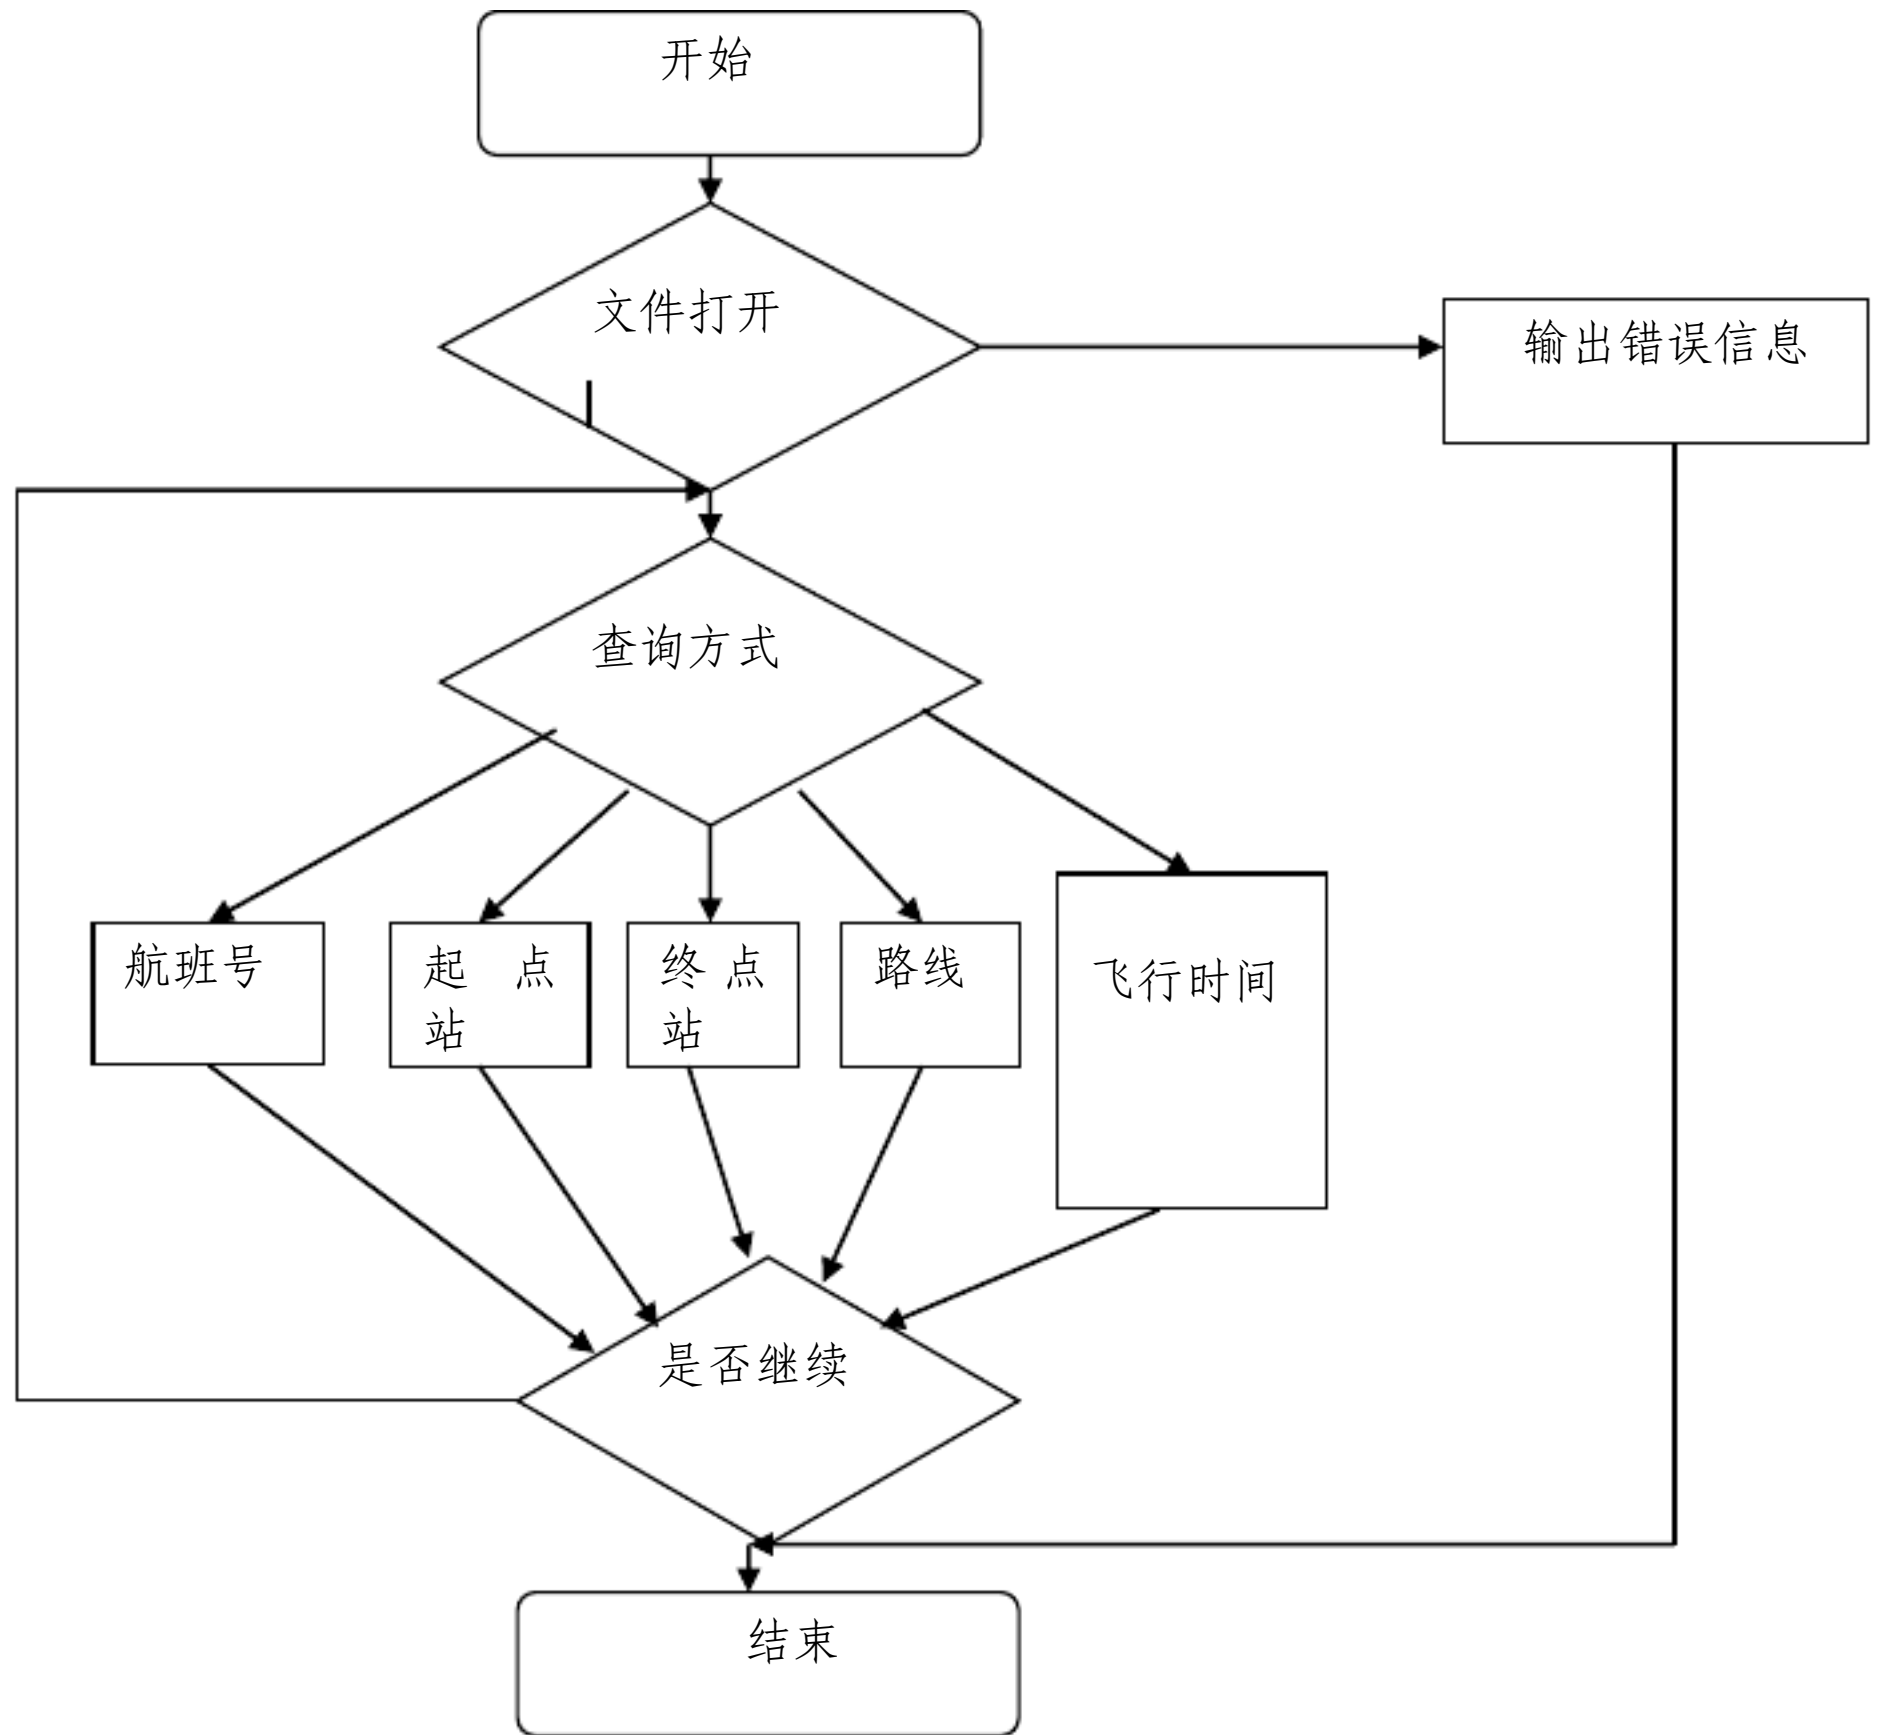 开始
文件打开
输出错误信息
查询方式
航班号
起 点
站
终 点
站
路线
飞行时间
是否继续
结束